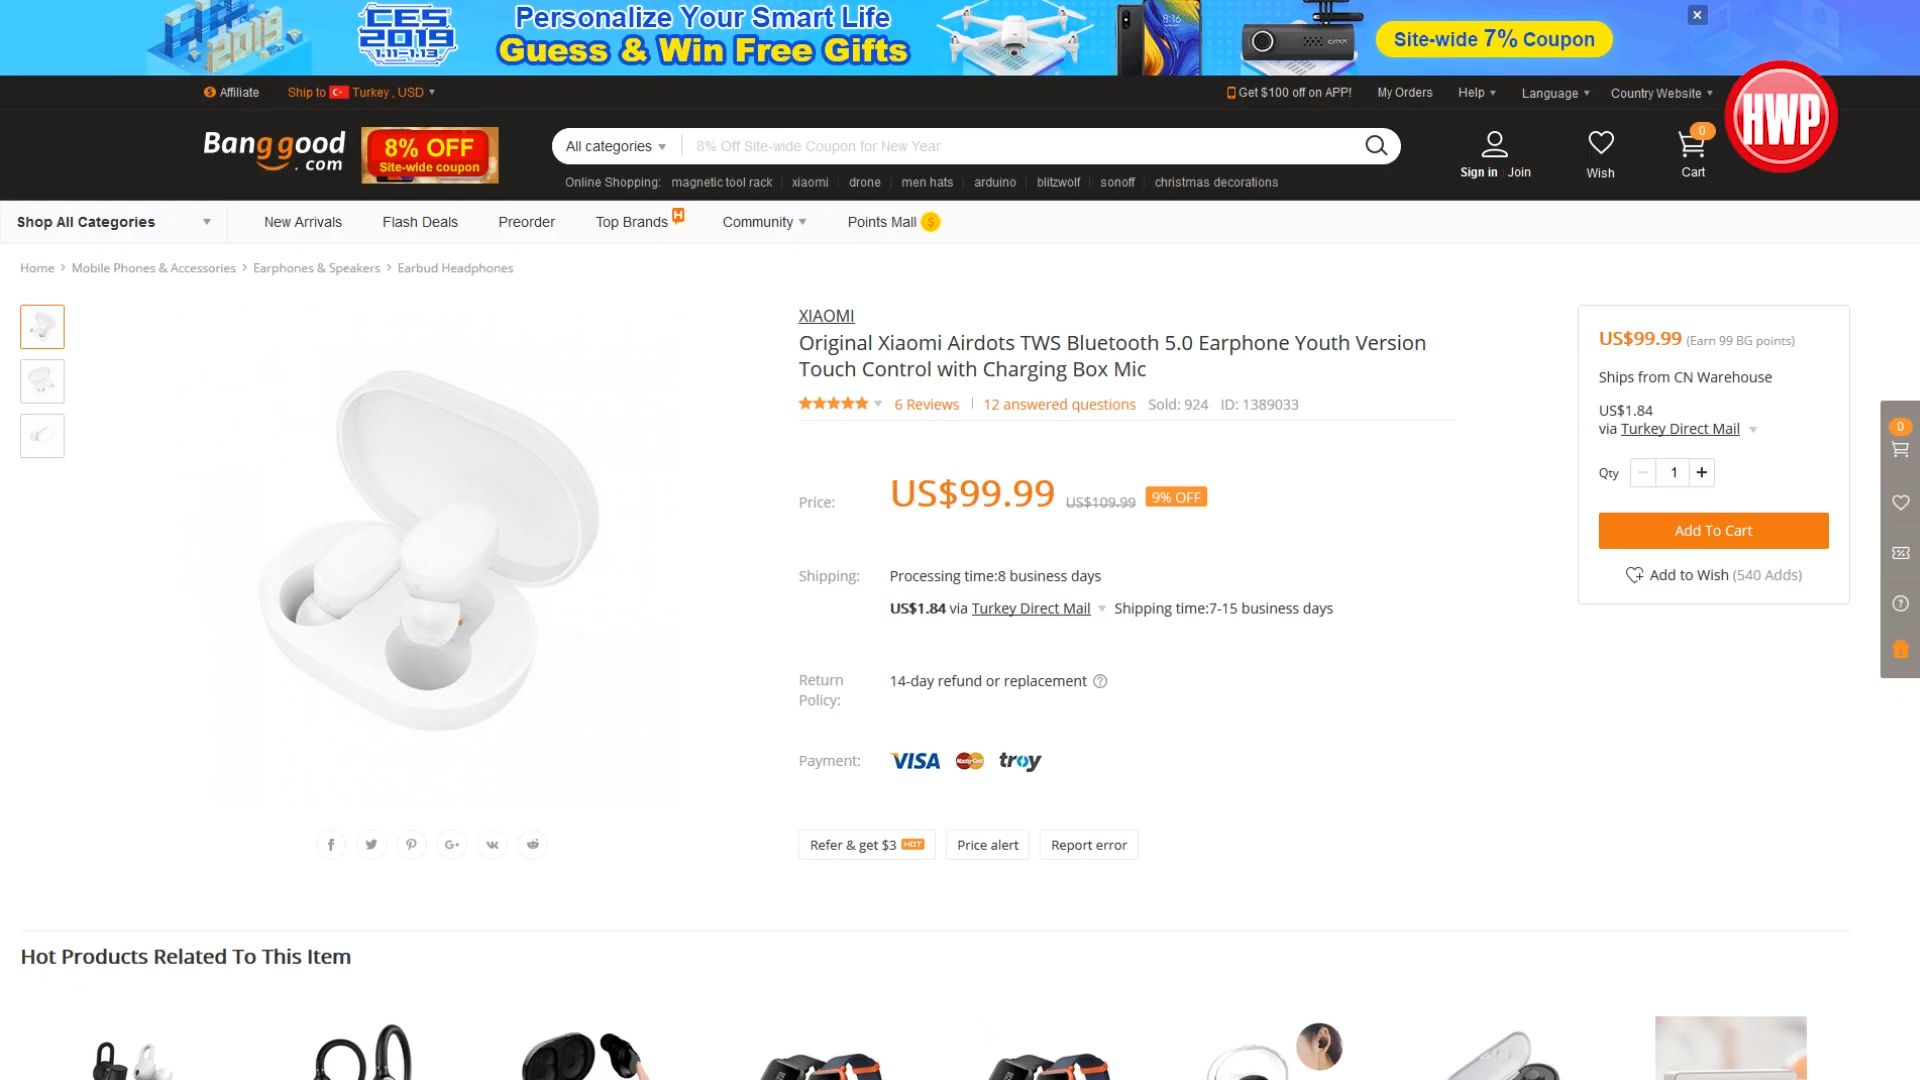 CES
2019
1.11-1.13
Personalize Your Smart Life
Guess & Win Free Gifts
8:16
Site-wide 7% Coupon
Affiliate
Ship to Turkey , USD
Get $100 off on APP!
My Orders
Help
Language
Country Website
HWP
Banggood
.com
8% OFF
Site-wide coupon
All categories
8% Off Site-wide Coupon for New Year
Sign in Join
Wish
0
Cart
Online Shopping: magnetic tool rack xiaomi drone men hats arduino blitzwolf sonoff christmas decorations
Shop All Categories
New Arrivals
Flash Deals
Preorder
Top Brands
H
Community
Points Mall
$
Home > Mobile Phones & Accessories > Earphones & Speakers > Earbud Headphones
XIAOMI
Original Xiaomi Airdots TWS Bluetooth 5.0 Earphone Youth Version
Touch Control with Charging Box Mic
6 Reviews | 12 answered questions Sold: 924 ID: 1389033
Price: US$99.99 US$109.99 9% OFF
Shipping: Processing time:8 business days
US$1.84 via Turkey Direct Mail Shipping time:7-15 business days
Return
Policy:
14-day refund or replacement ?
Payment: VISA MasterCard troy
Refer & get $3 HOT
Price alert
Report error
US$99.99 (Earn 99 BG points)
Ships from CN Warehouse
US$1.84
via Turkey Direct Mail
Qty - 1 +
Add To Cart
Add to Wish (540 Adds)
0
Hot Products Related To This Item